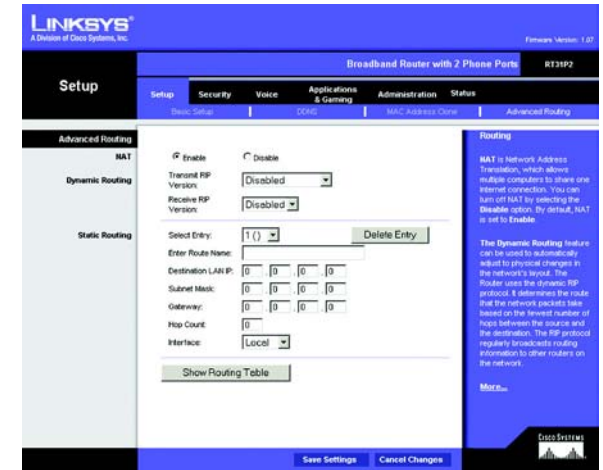 LINKSYS®
A Division of Cisco Systems, Inc.
Firmware Version: 1.07
Broadband Router with 2 Phone Ports RT31P2
Setup
Setup Security Voice Applications & Gaming Administration Status
Basic Setup DDNS MAC Address Clone Advanced Routing
Advanced Routing
NAT
Enable Disable
Dynamic Routing
Transmit RIP Version: Disabled
Receive RIP Version: Disabled
Static Routing
Select Entry: 1 () Delete Entry
Enter Route Name:
Destination LAN IP: 0 . 0 . 0 . 0
Subnet Mask: 0 . 0 . 0 . 0
Gateway: 0 . 0 . 0 . 0
Hop Count: 0
Interface: Local
Show Routing Table
Routing
NAT is Network Address
Translation, which allows
multiple computers to share one
Internet connection. You can
turn off NAT by selecting the
Disable option. By default, NAT
is set to Enable.
The Dynamic Routing feature
can be used to automatically
adjust to physical changes in
the network's layout. The
Router uses the dynamic RIP
protocol. It determines the route
that the network packets take
based on the fewest number of
hops between the source and
the destination. The RIP protocol
regularly broadcasts routing
information to other routers on
the network.
More...
Save Settings Cancel Changes
CISCO SYSTEMS